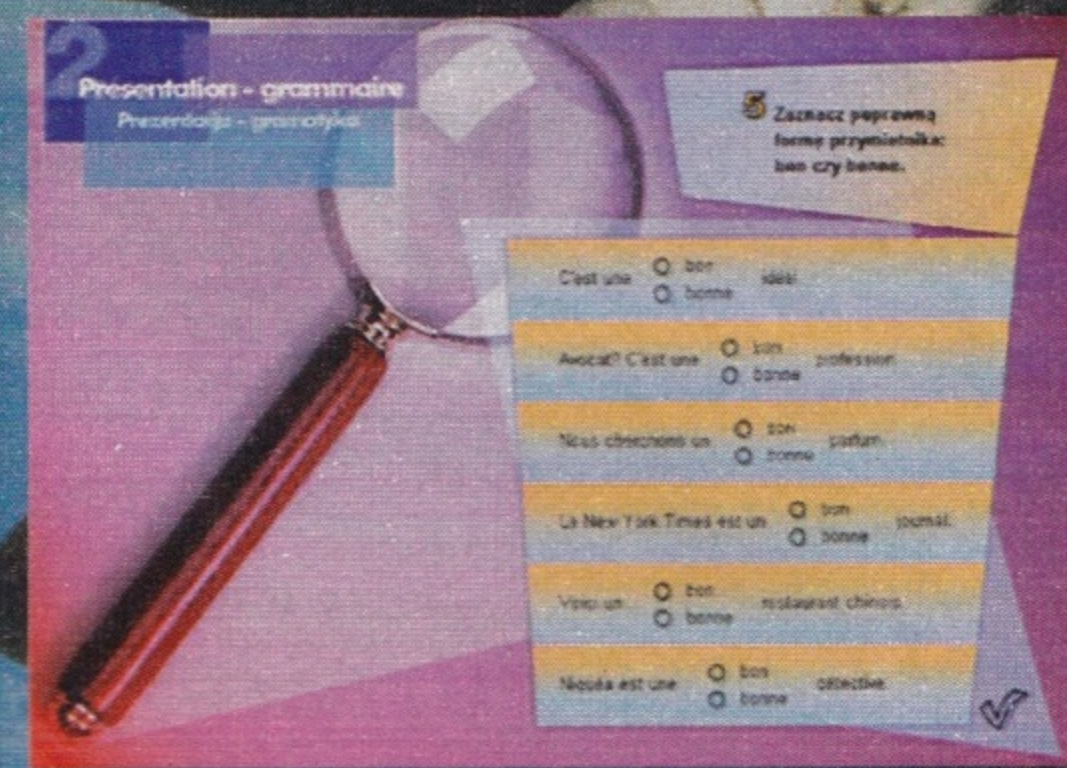 2
Presentation - grammaire
Prezentacja - gramatyka
5 Zaznacz poprawną
formę przymiotnika:
bon czy bonne.
C'est une
bon
bonne
idée!
Avocat? C'est une
bon
bonne
profession.
Nous cherchons un
bon
bonne
parfum.
Le New York Times est un
bon
bonne
journal.
Voici un
bon
bonne
restaurant chinois.
est une
bon
bonne
détective.